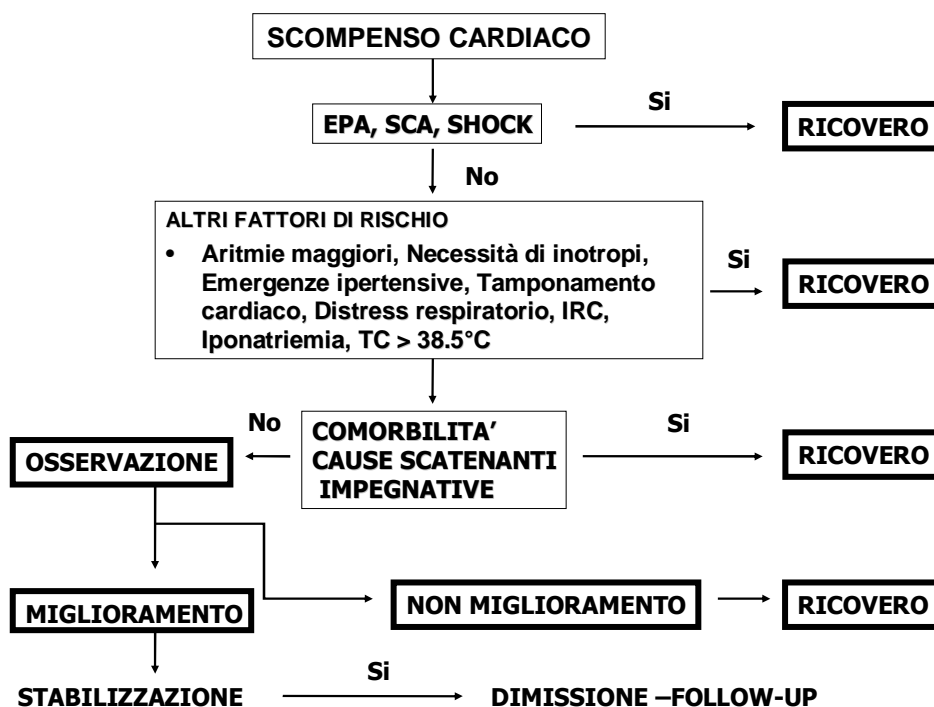 SCOMPENSO CARDIACO
Si
EPA, SCA, SHOCK
RICOVERO
No
ALTRI FATTORI DI RISCHIO
• Aritmie maggiori, Necessità di inotropi,
Emergenze ipertensive, Tamponamento
cardiaco, Distress respiratorio, IRC,
Iponatriemia, TC > 38.5°C
Si
RICOVERO
No
COMORBILITA'
CAUSE SCATENANTI
IMPEGNATIVE
Si
OSSERVAZIONE
RICOVERO
MIGLIORAMENTO
NON MIGLIORAMENTO
RICOVERO
STABILIZZAZIONE
Si
DIMISSIONE –FOLLOW-UP